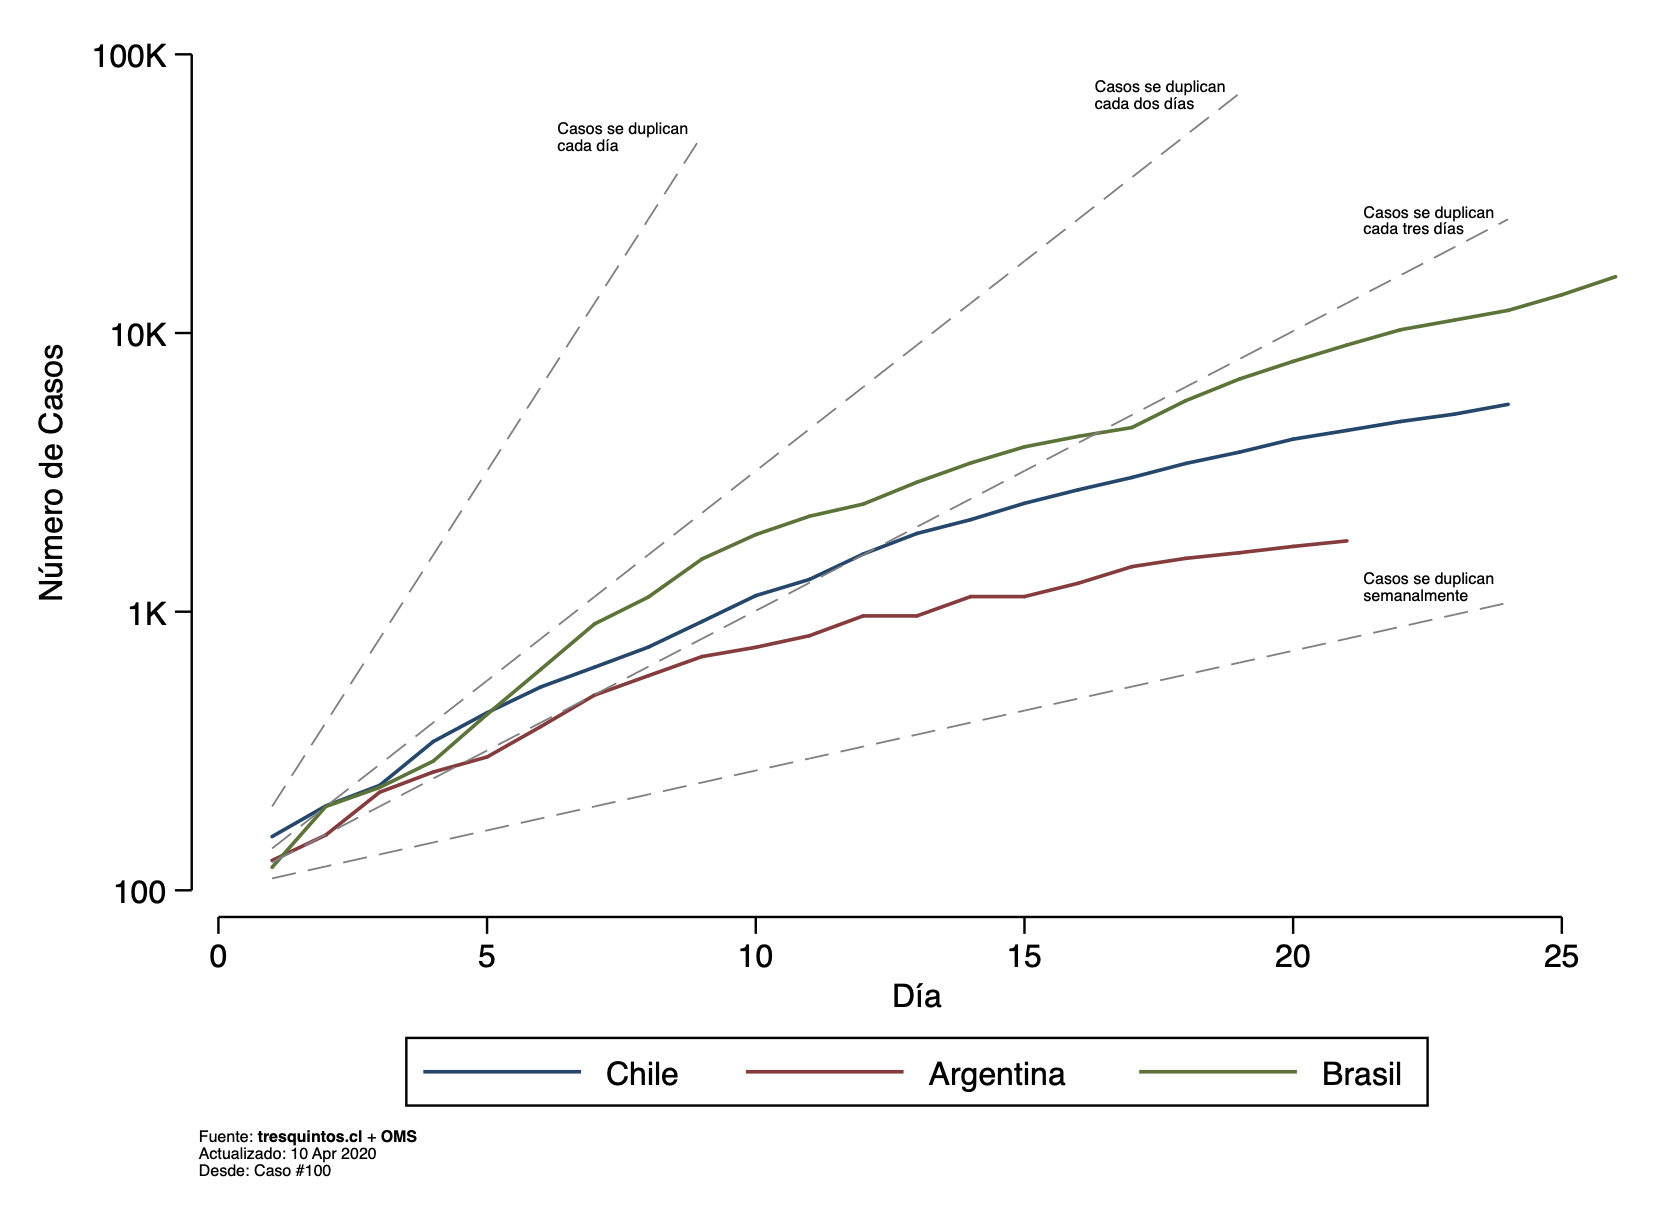 100K
10K
1K
100
Número de Casos
Casos se duplican
cada día
Casos se duplican
cada dos días
Casos se duplican
cada tres días
Casos se duplican
semanalmente
0 5 10 15 20 25
Día
Chile Argentina Brasil
Fuente: tresquintos.cl + OMS
Actualizado: 10 Apr 2020
Desde: Caso #100